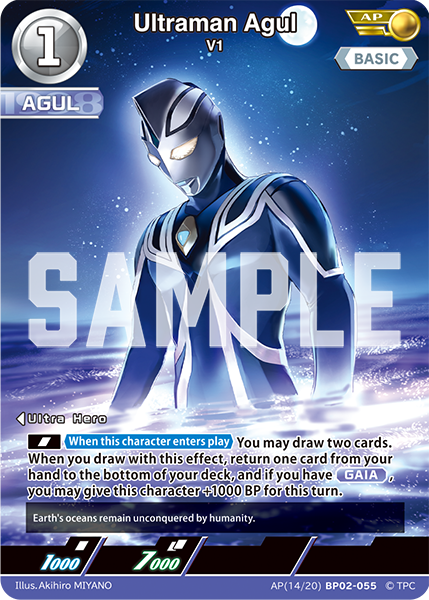 Ultraman Agul
V1
1
AP
BASIC
1998
AGUL
SAMPLE
Ultra Hero
When this character enters play You may draw two cards.
When you draw with this effect, return one card from your
hand to the bottom of your deck, and if you have GAIA ,
you may give this character +1000 BP for this turn.
Earth's oceans remain unconquered by humanity.
1000 7000
Illus.Akihiro MIYANO AP(14/20) BP02-055 © TPC